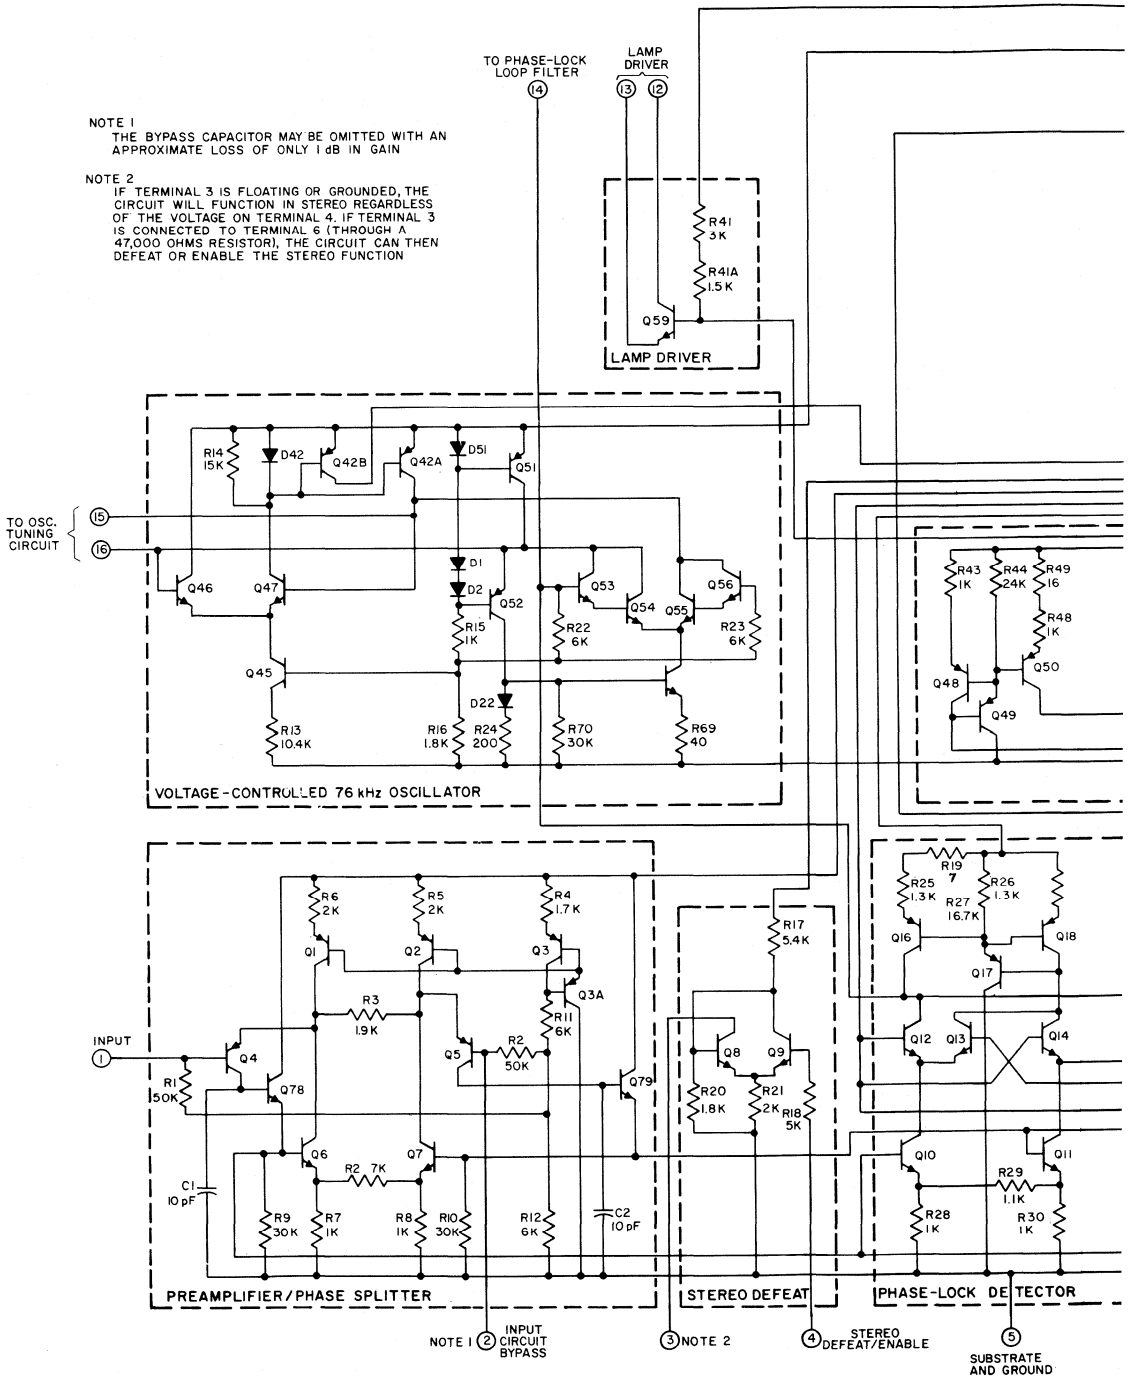 TO PHASE-LOCK
LOOP FILTER
14
LAMP
DRIVER
13
12
NOTE 1
THE BYPASS CAPACITOR MAY BE OMITTED WITH AN
APPROXIMATE LOSS OF ONLY 1 dB IN GAIN
NOTE 2
IF TERMINAL 3 IS FLOATING OR GROUNDED, THE
CIRCUIT WILL FUNCTION IN STEREO REGARDLESS
OF THE VOLTAGE ON TERMINAL 4. IF TERMINAL 3
IS CONNECTED TO TERMINAL 6 (THROUGH A
47,000 OHMS RESISTOR), THE CIRCUIT CAN THEN
DEFEAT OR ENABLE THE STEREO FUNCTION
R41
3K
R41A
1.5K
Q59
LAMP DRIVER
R14
15K
D42
Q42B
Q42A
D51
Q51
TO OSC.
TUNING
CIRCUIT
15
16
Q46
Q47
D1
D2
Q52
Q53
Q54
Q55
Q56
R15
1K
R22
6K
R23
6K
Q45
D22
R13
10.4K
R16
1.8K
R24
200
R70
30K
R69
40
VOLTAGE-CONTROLLED 76 kHz OSCILLATOR
R43
1K
R44
24K
R49
16
R48
1K
Q48
Q50
Q49
R6
2K
R5
2K
R4
1.7K
Q1
Q2
Q3
Q3A
R3
1.9K
R11
6K
INPUT
1
Q4
Q5
R2
50K
R1
50K
Q78
Q79
Q6
R2 7K
Q7
C1
10 pF
R9
30K
R7
1K
R8
1K
R10
30K
R12
6K
C2
10 pF
PREAMPLIFIER/PHASE SPLITTER
NOTE 1
2
INPUT
CIRCUIT
BYPASS
R17
5.4K
Q8
Q9
R20
1.8K
R21
2K
R18
5K
STEREO DEFEAT
3
NOTE 2
4
STEREO
DEFEAT/ENABLE
R19
7
R25
1.3K
R26
1.3K
R27
16.7K
Q16
Q18
Q17
Q12
Q13
Q14
Q10
Q11
R29
1.1K
R28
1K
R30
1K
PHASE-LOCK DETECTOR
5
SUBSTRATE
AND GROUND